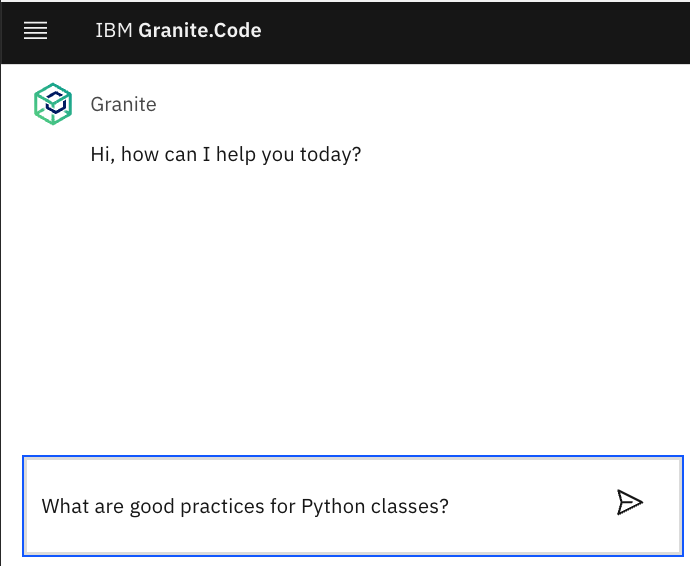 IBM Granite.Code
Granite
Hi, how can I help you today?
What are good practices for Python classes?